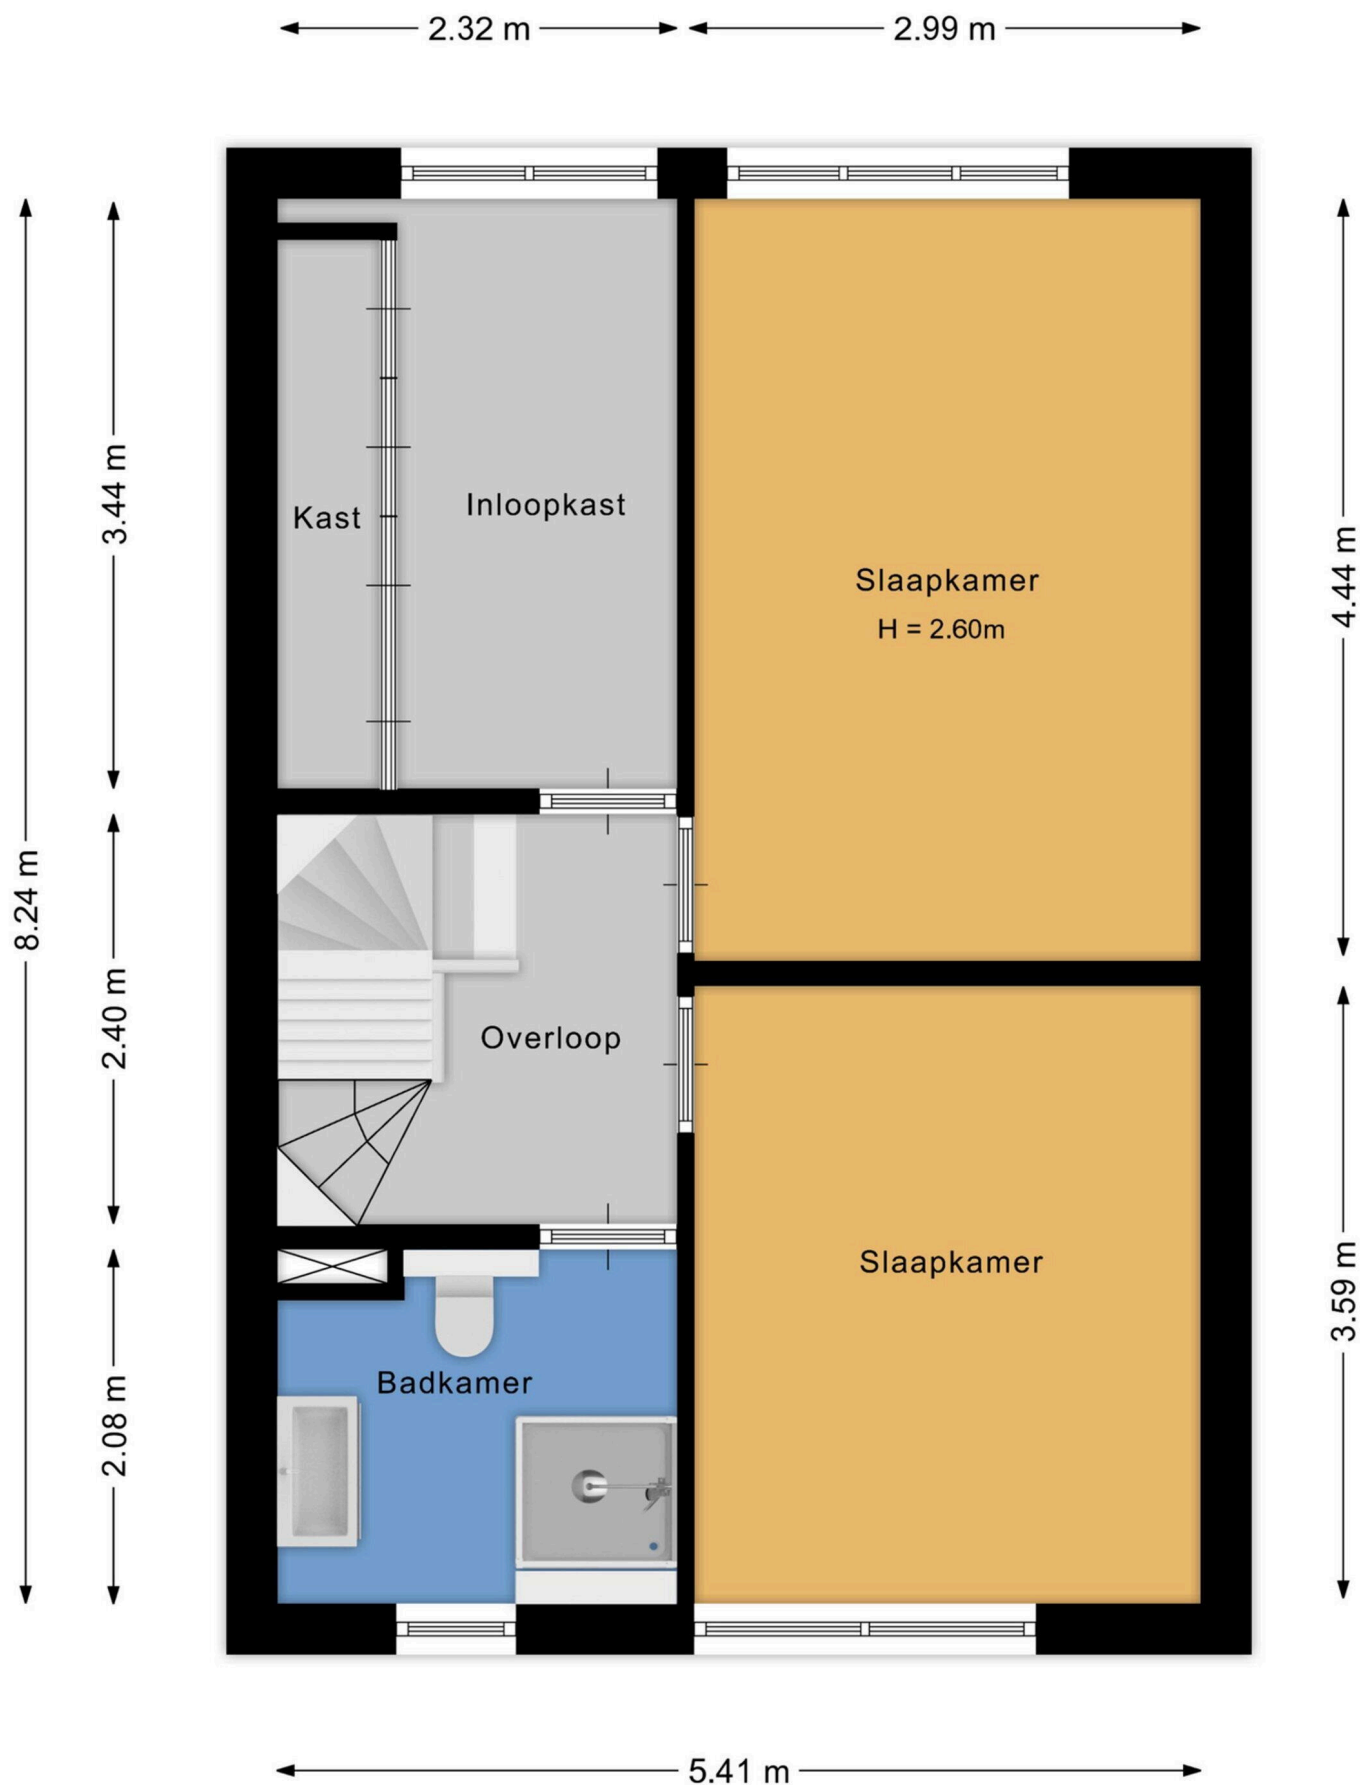 2.32 m
2.99 m
3.44 m
Kast
Inloopkast
Slaapkamer
H = 2.60m
4.44 m
8.24 m
2.40 m
Overloop
Slaapkamer
3.59 m
Badkamer
2.08 m
5.41 m